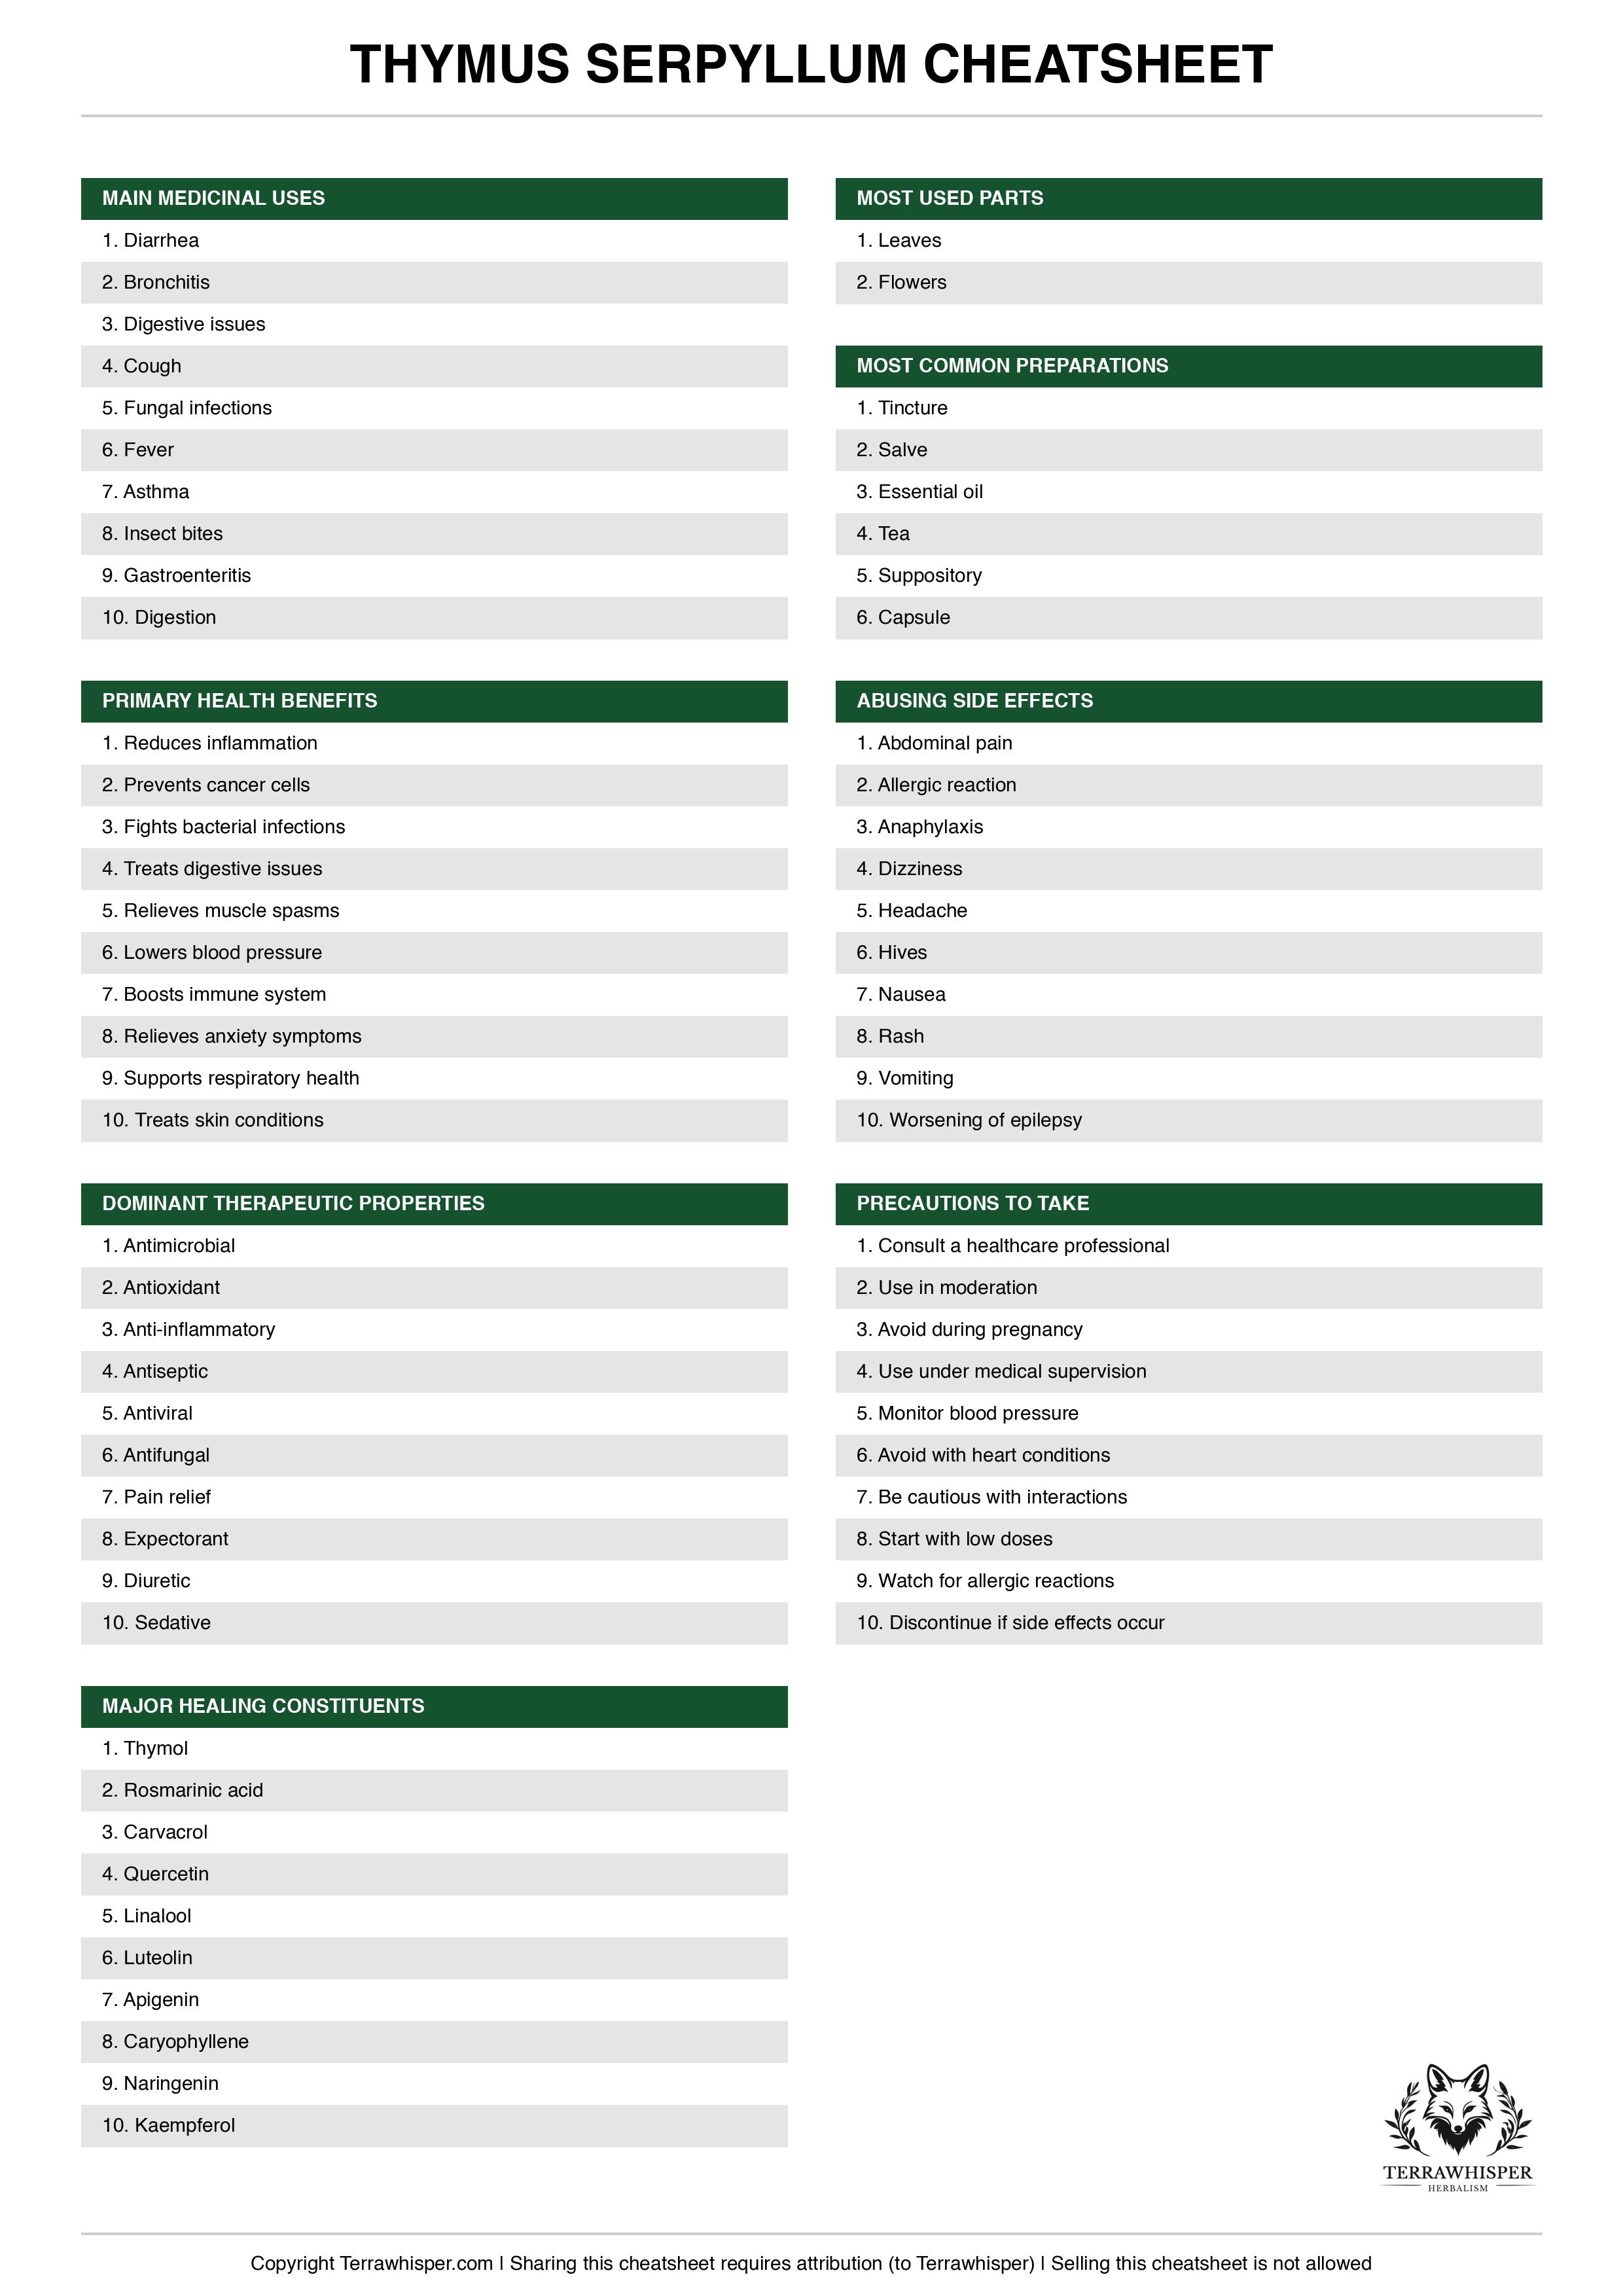 THYMUS SERPYLLUM CHEATSHEET
MAIN MEDICINAL USES
1. Diarrhea
2. Bronchitis
3. Digestive issues
4. Cough
5. Fungal infections
6. Fever
7. Asthma
8. Insect bites
9. Gastroenteritis
10. Digestion
PRIMARY HEALTH BENEFITS
1. Reduces inflammation
2. Prevents cancer cells
3. Fights bacterial infections
4. Treats digestive issues
5. Relieves muscle spasms
6. Lowers blood pressure
7. Boosts immune system
8. Relieves anxiety symptoms
9. Supports respiratory health
10. Treats skin conditions
DOMINANT THERAPEUTIC PROPERTIES
1. Antimicrobial
2. Antioxidant
3. Anti-inflammatory
4. Antiseptic
5. Antiviral
6. Antifungal
7. Pain relief
8. Expectorant
9. Diuretic
10. Sedative
MAJOR HEALING CONSTITUENTS
1. Thymol
2. Rosmarinic acid
3. Carvacrol
4. Quercetin
5. Linalool
6. Luteolin
7. Apigenin
8. Caryophyllene
9. Naringenin
10. Kaempferol
MOST USED PARTS
1. Leaves
2. Flowers
MOST COMMON PREPARATIONS
1. Tincture
2. Salve
3. Essential oil
4. Tea
5. Suppository
6. Capsule
ABUSING SIDE EFFECTS
1. Abdominal pain
2. Allergic reaction
3. Anaphylaxis
4. Dizziness
5. Headache
6. Hives
7. Nausea
8. Rash
9. Vomiting
10. Worsening of epilepsy
PRECAUTIONS TO TAKE
1. Consult a healthcare professional
2. Use in moderation
3. Avoid during pregnancy
4. Use under medical supervision
5. Monitor blood pressure
6. Avoid with heart conditions
7. Be cautious with interactions
8. Start with low doses
9. Watch for allergic reactions
10. Discontinue if side effects occur
TERRAWHISPER
HERBALISM
Copyright Terrawhisper.com | Sharing this cheatsheet requires attribution (to Terrawhisper) | Selling this cheatsheet is not allowed